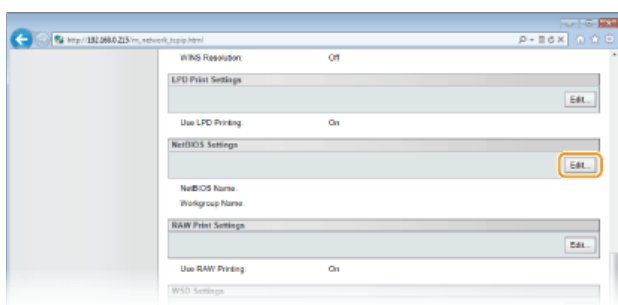 http://192.168.0.215/m_network_tcpip.html
WINS Resolution: Off
LPD Print Settings
Edit...
Use LPD Printing: On
NetBIOS Settings
Edit...
NetBIOS Name:
Workgroup Name:
RAW Print Settings
Edit...
Use RAW Printing: On
WSD Settings